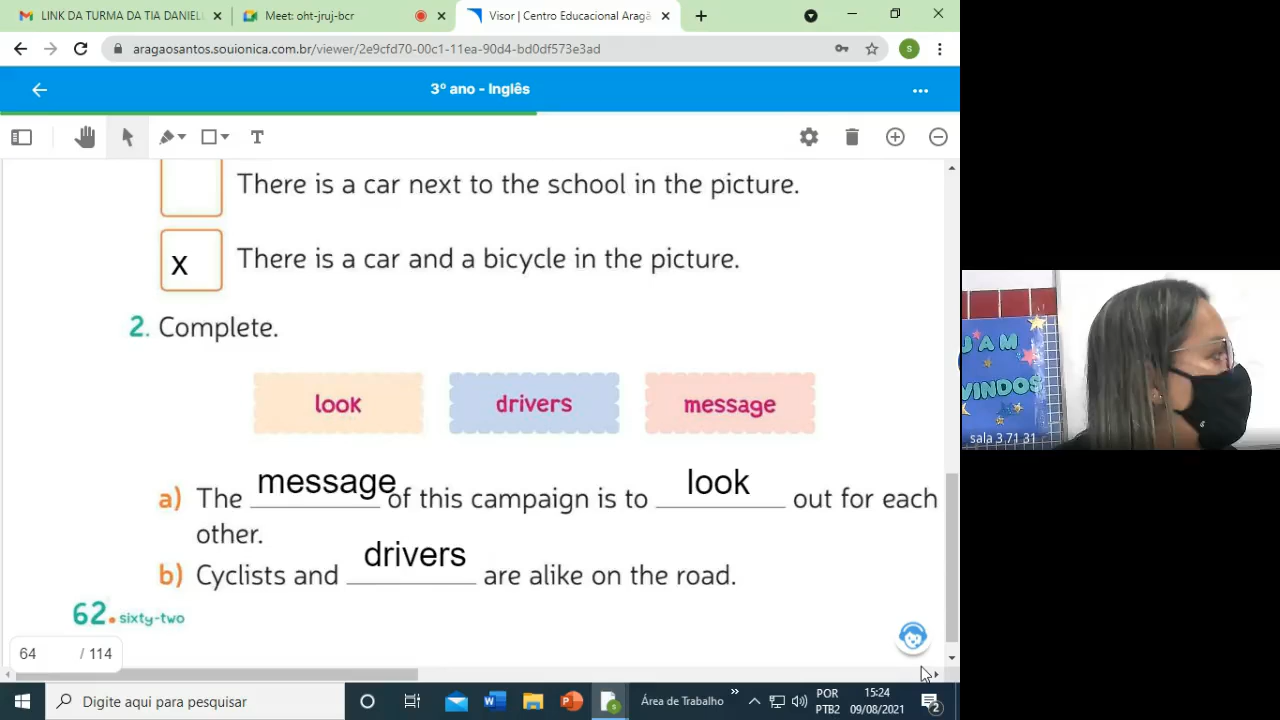 LINK DA TURMA DA TIA DANIEL
Meet: oht-jruj-bcr
Visor | Centro Educacional Aragã
aragaosantos.souionica.com.br/viewer/2e9cfd70-00c1-11ea-90d4-bd0df573e3ad
s
3º ano - Inglês
T
There is a car next to the school in the picture.
x There is a car and a bicycle in the picture.
2. Complete.
look drivers message
a) The message of this campaign is to look out for each
other.
b) Cyclists and drivers are alike on the road.
62. sixty-two
64 / 114
JAM
VINDOS
sala 3.71 31
Digite aqui para pesquisar
Área de Trabalho
POR
PTB2
15:24
09/08/2021
2